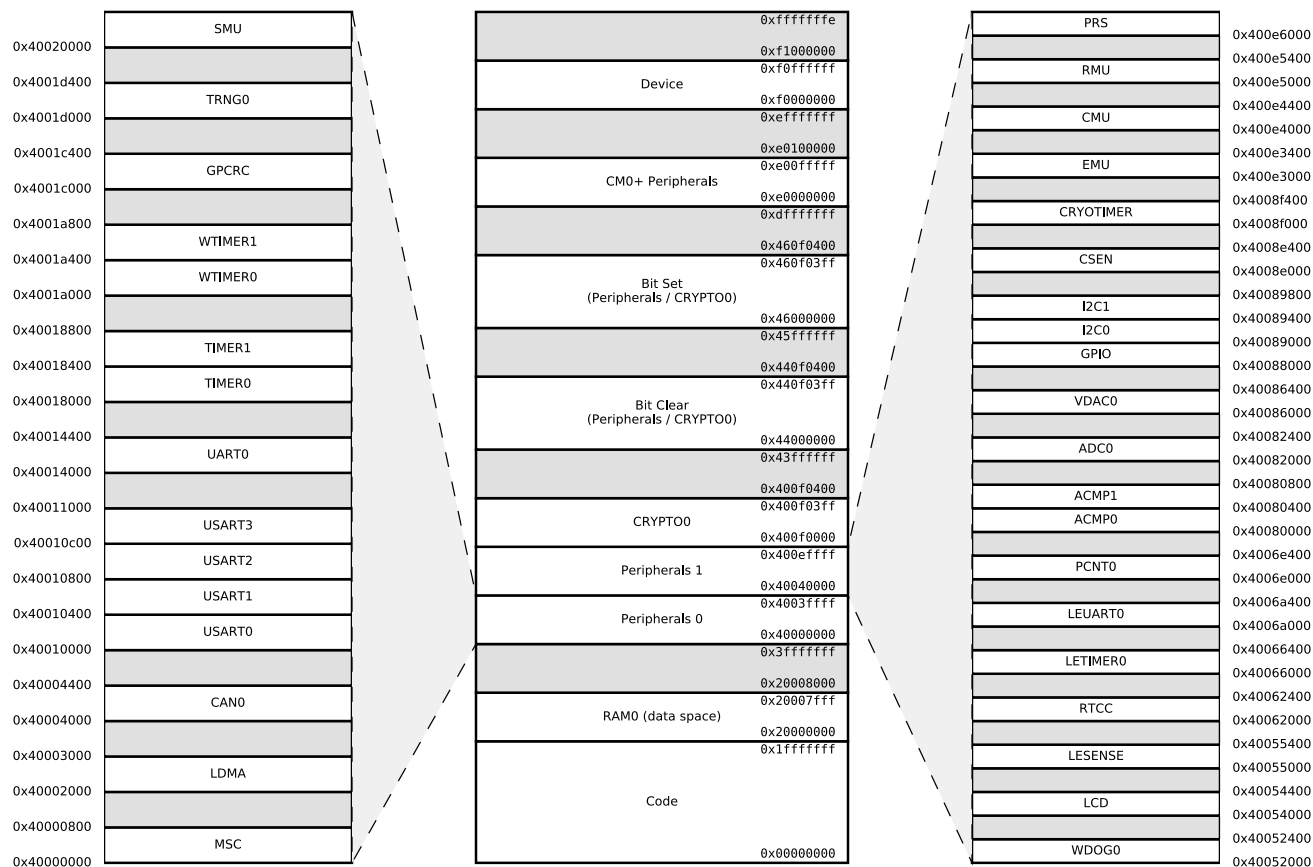 SMU
0x40020000
0x4001d400
TRNG0
0x4001d000
0x4001c400
GPCRC
0x4001c000
0x4001a800
WTIMER1
0x4001a400
WTIMER0
0x4001a000
0x40018800
TIMER1
0x40018400
TIMER0
0x40018000
0x40014400
UART0
0x40014000
0x40011000
USART3
0x40010c00
USART2
0x40010800
USART1
0x40010400
USART0
0x40010000
0x40004400
CAN0
0x40004000
0x40003000
LDMA
0x40002000
0x40000800
MSC
0x40000000
0xfffffffe
0xf1000000
0xf0ffffff
Device
0xf0000000
0xefffffff
0xe0100000
0xe00fffff
CM0+ Peripherals
0xe0000000
0xdfffffff
0x460f0400
0x460f03ff
Bit Set
(Peripherals / CRYPTO0)
0x46000000
0x45ffffff
0x440f0400
0x440f03ff
Bit Clear
(Peripherals / CRYPTO0)
0x44000000
0x43ffffff
0x400f0400
0x400f03ff
CRYPTO0
0x400f0000
0x400effff
Peripherals 1
0x40040000
0x4003ffff
Peripherals 0
0x40000000
0x3fffffff
0x20008000
0x20007fff
RAM0 (data space)
0x20000000
0x1fffffff
Code
0x00000000
PRS
0x400e6000
0x400e5400
RMU
0x400e5000
0x400e4400
CMU
0x400e4000
0x400e3400
EMU
0x400e3000
0x4008f400
CRYOTIMER
0x4008f000
0x4008e400
CSEN
0x4008e000
0x40089800
I2C1
0x40089400
I2C0
0x40089000
GPIO
0x40088000
0x40086400
VDAC0
0x40086000
0x40082400
ADC0
0x40082000
0x40080800
ACMP1
0x40080400
ACMP0
0x40080000
0x4006e400
PCNT0
0x4006e000
0x4006a400
LEUART0
0x4006a000
0x40066400
LETIMER0
0x40066000
0x40062400
RTCC
0x40062000
0x40055400
LESENSE
0x40055000
0x40054400
LCD
0x40054000
0x40052400
WDOG0
0x40052000